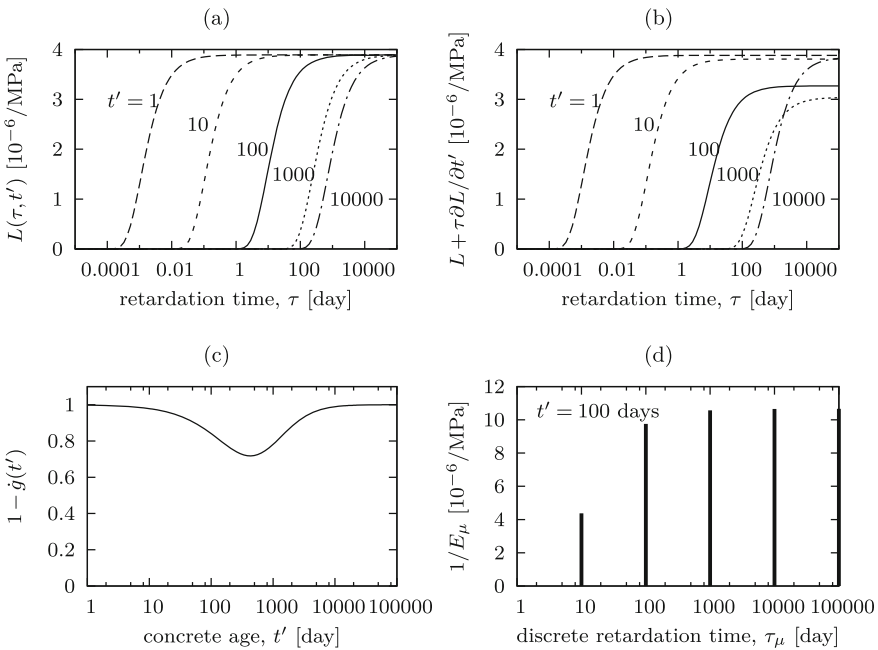 (a)
L(τ, t′) [10⁻⁶/MPa]
4
3
2
1
0
t′ = 1
10
100
1000
10000
0.0001 0.01 1 100 10000
retardation time, τ [day]
(b)
L + τ∂L/∂t′ [10⁻⁶/MPa]
4
3
2
1
0
t′ = 1
10
100
1000
10000
0.0001 0.01 1 100 10000
retardation time, τ [day]
(c)
1 − ġ(t′)
1
0.8
0.6
0.4
0.2
0
1 10 100 1000 10000 100000
concrete age, t′ [day]
(d)
1/Eμ [10⁻⁶/MPa]
12
10
8
6
4
2
0
t′ = 100 days
1 10 100 1000 10000 100000
discrete retardation time, τμ [day]